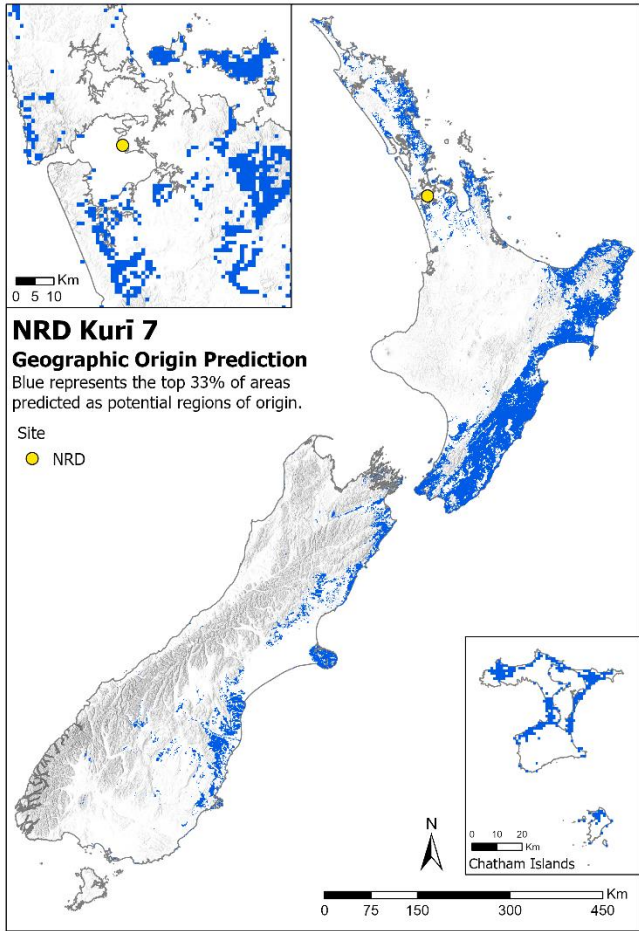 Km
0 5 10
NRD Kurī 7
Geographic Origin Prediction
Blue represents the top 33% of areas
predicted as potential regions of origin.
Site
NRD
N
Km
0 10 20
Chatham Islands
Km
0 75 150 300 450